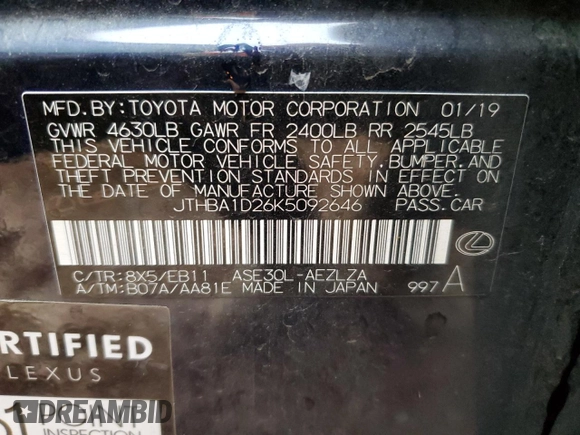 MFD. BY: TOYOTA MOTOR CORPORATION 01/19
GVWR 4630LB GAWR FR 2400LB RR 2545LB
THIS VEHICLE CONFORMS TO ALL APPLICABLE
FEDERAL MOTOR VEHICLE SAFETY, BUMPER, AND
THEFT PREVENTION STANDARDS IN EFFECT ON
THE DATE OF MANUFACTURE SHOWN ABOVE.
JTHBA1D26K5092646 PASS. CAR
C/TR: 8X5/EB11 ASE30L-AEZLZA
A/TM: B07A/AA81E MADE IN JAPAN 997 A
LEXUS
DREAMBID
INSPECTION